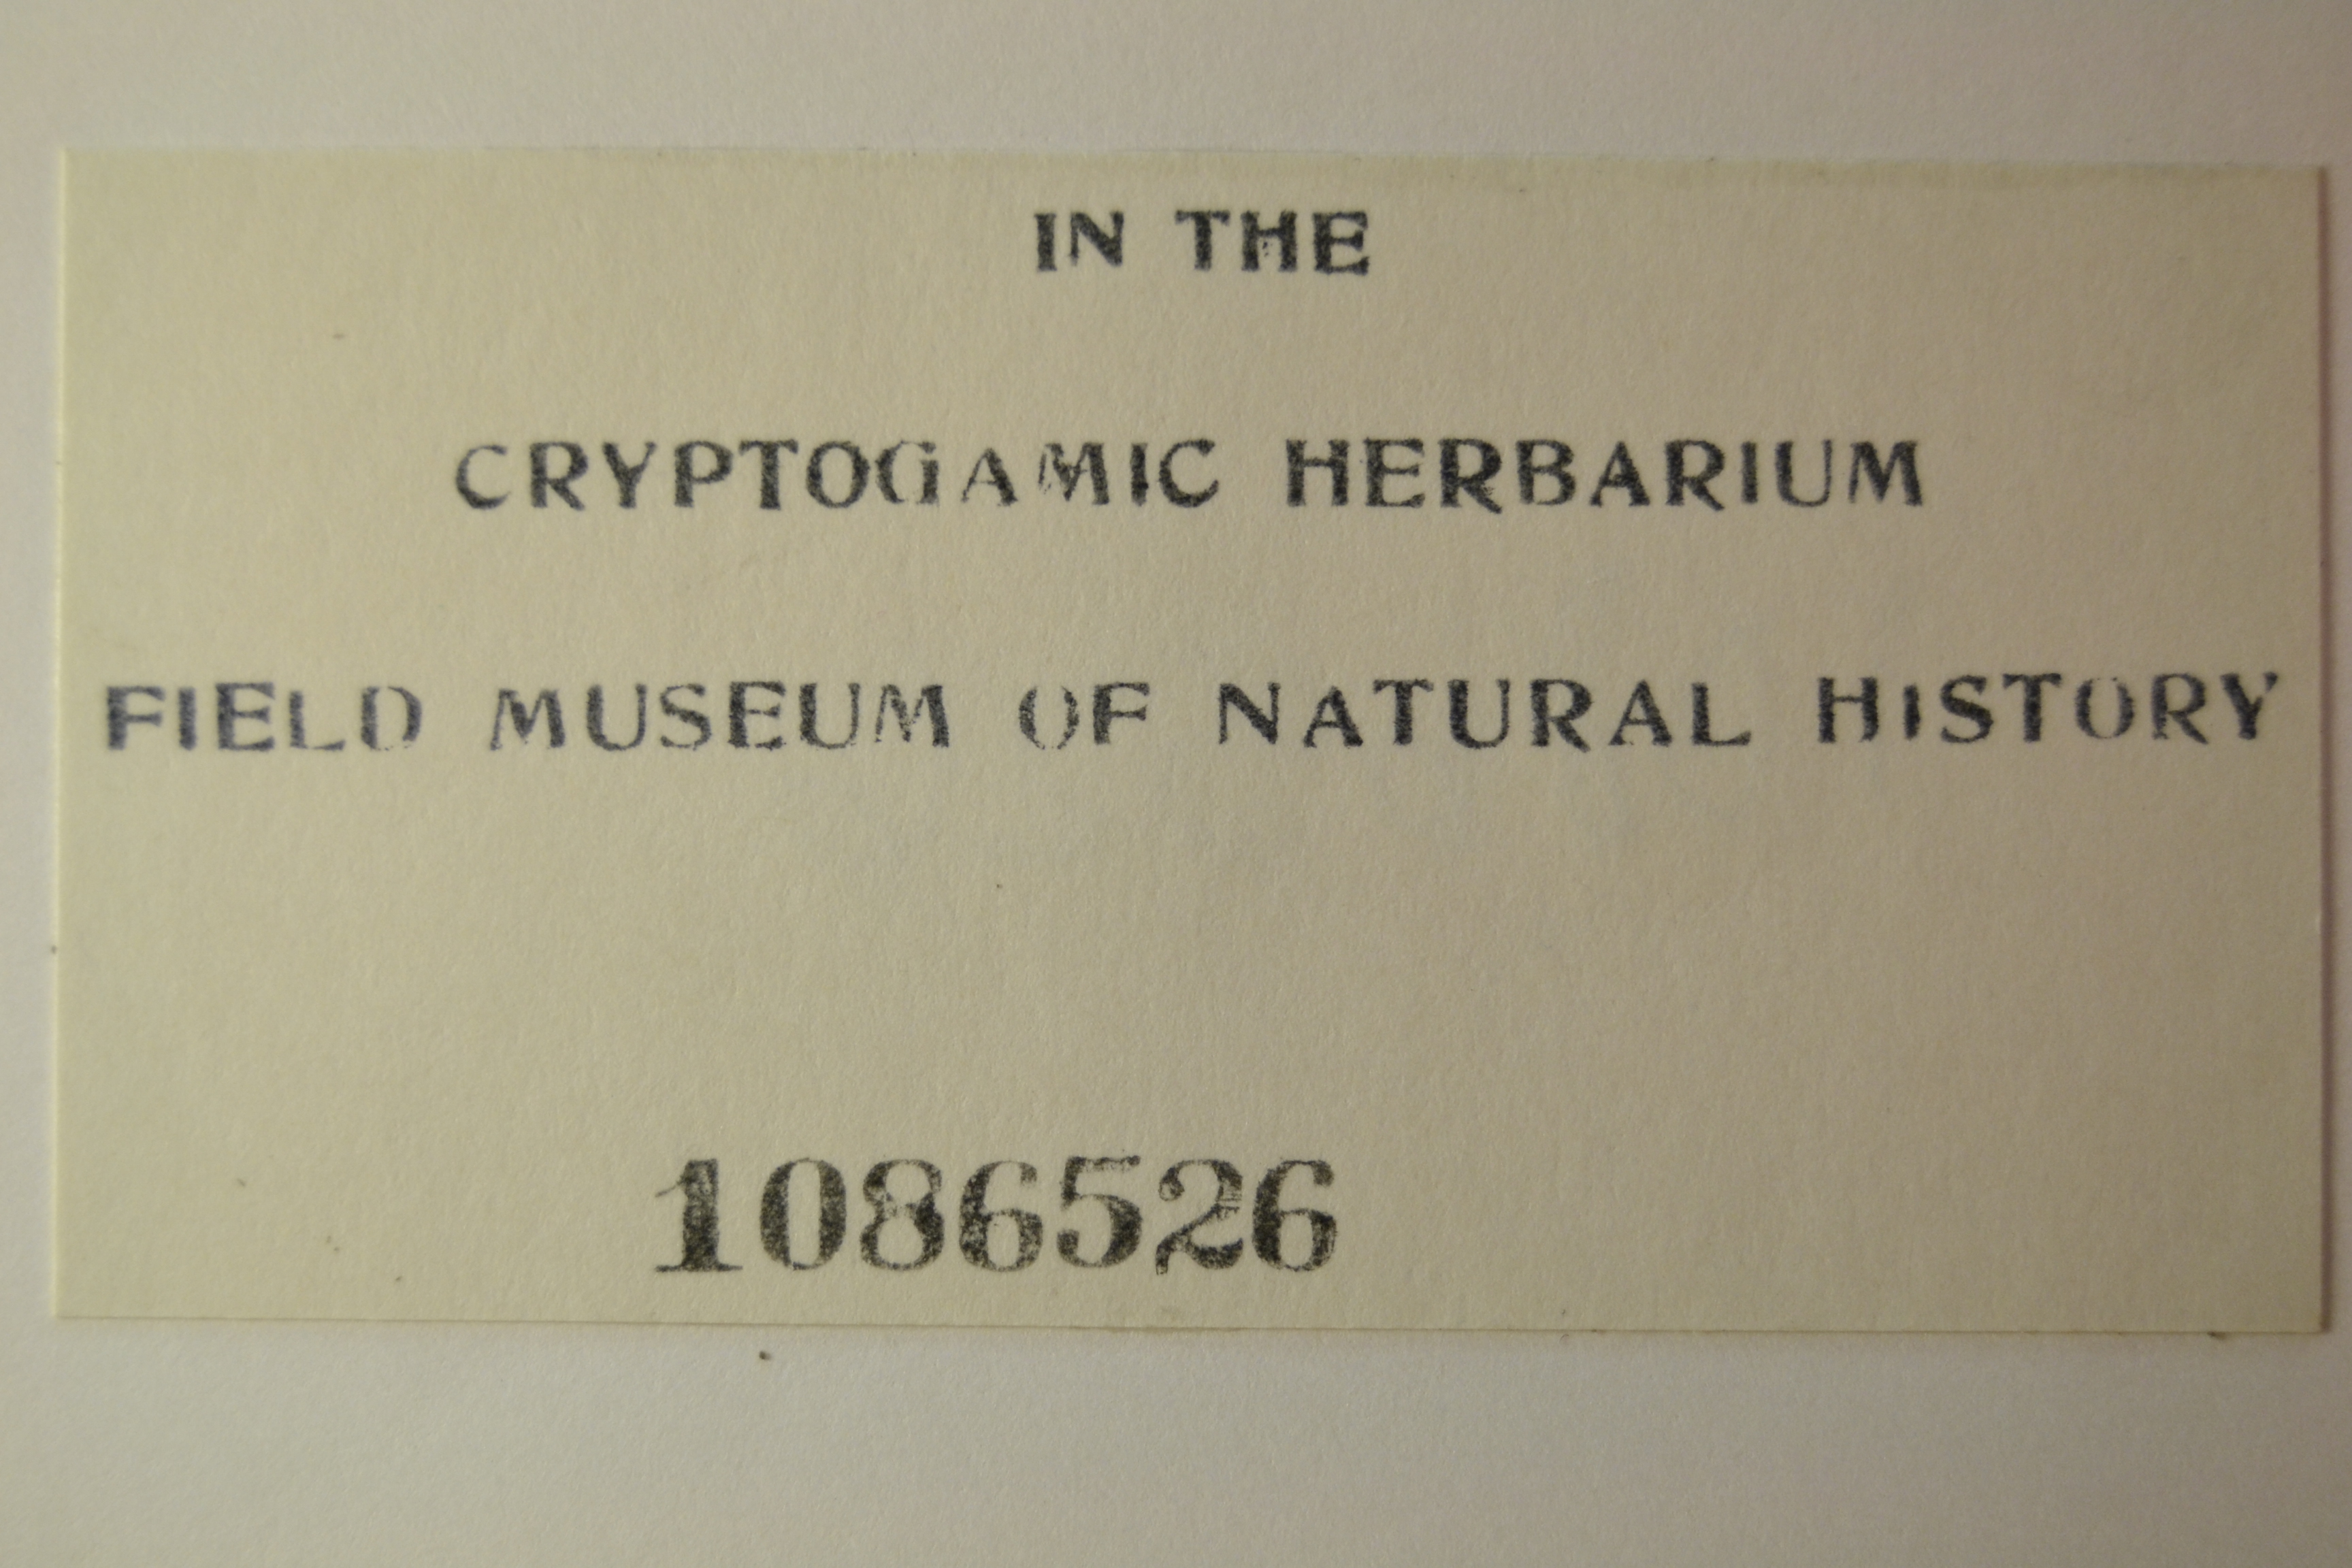 IN THE
CRYPTOGAMIC HERBARIUM
FIELD MUSEUM OF NATURAL HISTORY
1086526